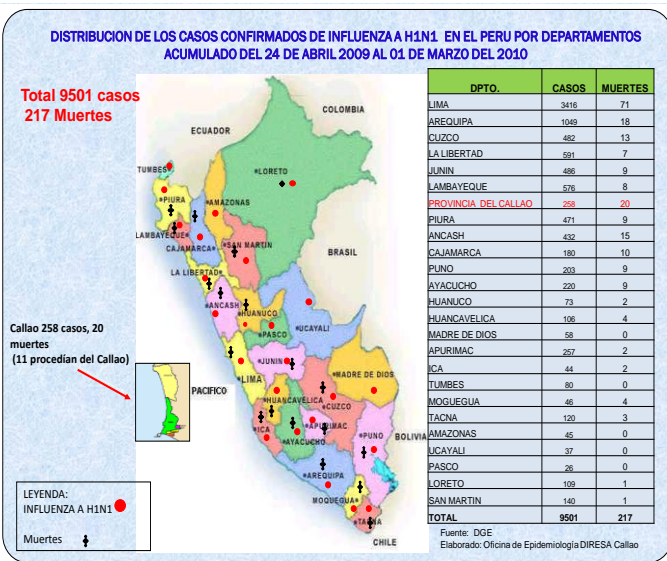 DISTRIBUCION DE LOS CASOS CONFIRMADOS DE INFLUENZA A H1N1 EN EL PERU POR DEPARTAMENTOS
ACUMULADO DEL 24 DE ABRIL 2009 AL 01 DE MARZO DEL 2010
Total 9501 casos
217 Muertes
COLOMBIA
ECUADOR
TUMBES
LORETO
PIURA
AMAZONAS
LAMBAYEQUE
CAJAMARCA
SAN MARTIN
BRASIL
LA LIBERTAD
ANCASH
HUANUCO
UCAYALI
PASCO
JUNIN
LIMA
MADRE DE DIOS
PACIFICO
HUANCAVELICA
CUZCO
ICA
APURIMAC
AYACUCHO
PUNO
BOLIVIA
AREQUIPA
MOQUEGUA
TACNA
CHILE
Callao 258 casos, 20
muertes
(11 procedían del Callao)
LEYENDA:
INFLUENZA A H1N1
Muertes
DPTO. CASOS MUERTES
LIMA 3416 71
AREQUIPA 1049 18
CUZCO 482 13
LA LIBERTAD 591 7
JUNIN 486 9
LAMBAYEQUE 576 8
PROVINCIA DEL CALLAO 258 20
PIURA 471 9
ANCASH 432 15
CAJAMARCA 180 10
PUNO 203 9
AYACUCHO 220 9
HUANUCO 73 2
HUANCAVELICA 106 4
MADRE DE DIOS 58 0
APURIMAC 257 2
ICA 44 2
TUMBES 80 0
MOGUEGUA 46 4
TACNA 120 3
AMAZONAS 45 0
UCAYALI 37 0
PASCO 26 0
LORETO 109 1
SAN MARTIN 140 1
TOTAL 9501 217
Fuente: DGE
Elaborado: Oficina de Epidemiología DIRESA Callao